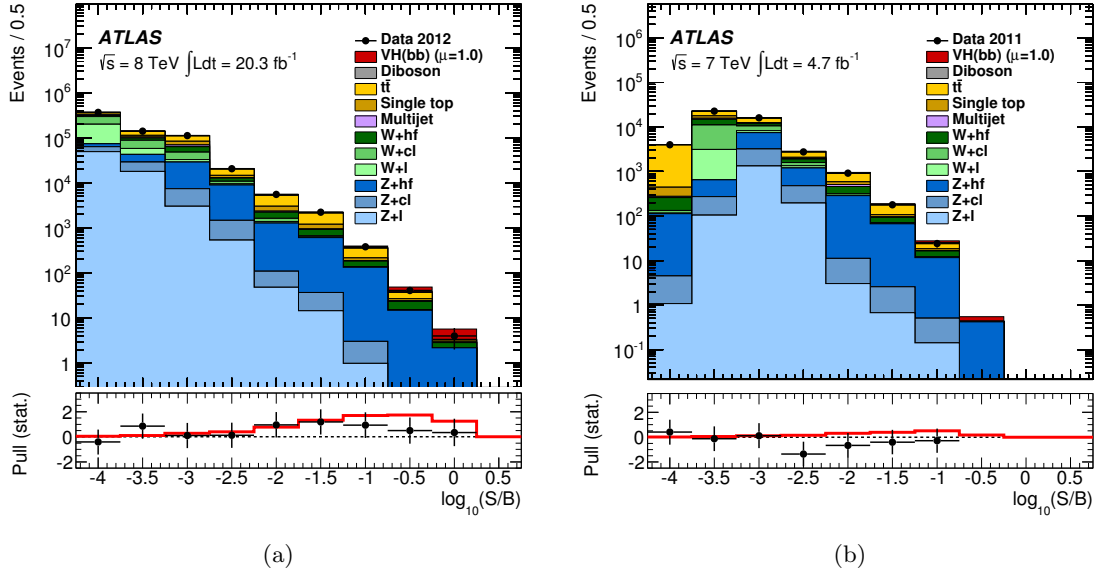 Events / 0.5
10⁷
10⁶
10⁵
10⁴
10³
10²
10
1
ATLAS
√s = 8 TeV ∫Ldt = 20.3 fb⁻¹
Data 2012
VH(bb) (μ=1.0)
Diboson
tt̄
Single top
Multijet
W+hf
W+cl
W+l
Z+hf
Z+cl
Z+l
Pull (stat.)
2
0
−2
-4 -3.5 -3 -2.5 -2 -1.5 -1 -0.5 0 0.5
log₁₀(S/B)
(a)
Events / 0.5
10⁶
10⁵
10⁴
10³
10²
10
1
10⁻¹
ATLAS
√s = 7 TeV ∫Ldt = 4.7 fb⁻¹
Data 2011
VH(bb) (μ=1.0)
Diboson
tt̄
Single top
Multijet
W+hf
W+cl
W+l
Z+hf
Z+cl
Z+l
Pull (stat.)
2
0
−2
-4 -3.5 -3 -2.5 -2 -1.5 -1 -0.5 0 0.5
log₁₀(S/B)
(b)